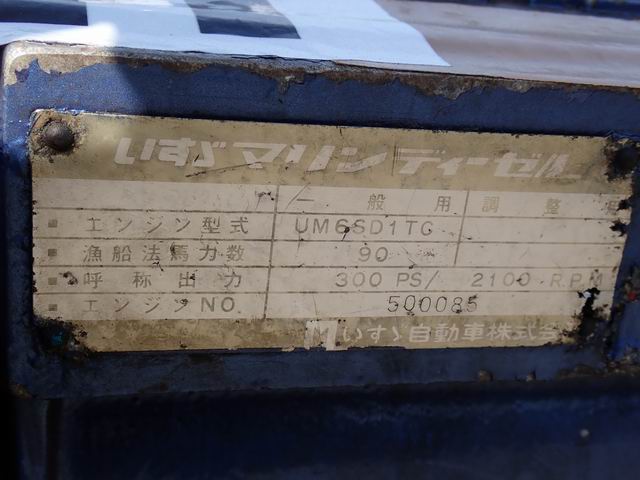 いすゞマリンディーゼル
一般用 調整
エンジン型式 UM6SD1TC
漁船法馬力数 90
呼称出力 300 PS/ 2100 R.P.M
エンジンNO. 500085
いすゞ自動車株式会